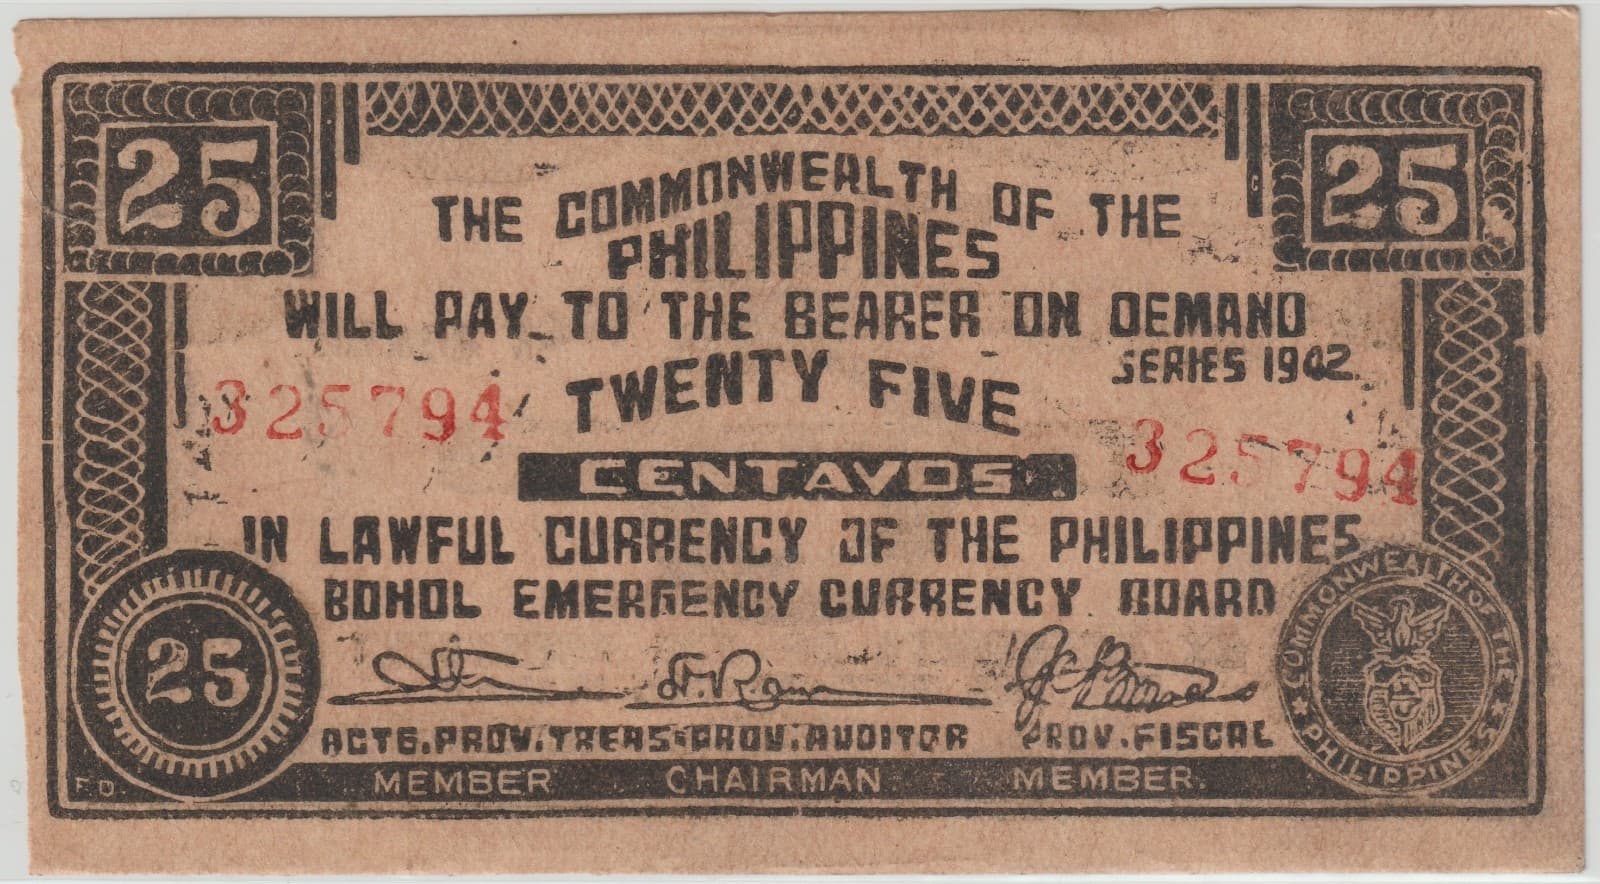 25 25
THE COMMONWEALTH OF THE
PHILIPPINES
WILL PAY TO THE BEARER ON DEMAND
SERIES 1942
325794 TWENTY FIVE 325794
CENTAVOS
IN LAWFUL CURRENCY OF THE PHILIPPINES
BOHOL EMERGENCY CURRENCY BOARD
25
COMMONWEALTH OF THE PHILIPPINES
ACTG. PROV. TREAS. PROV. AUDITOR PROV. FISCAL
MEMBER CHAIRMAN MEMBER.
F.D.